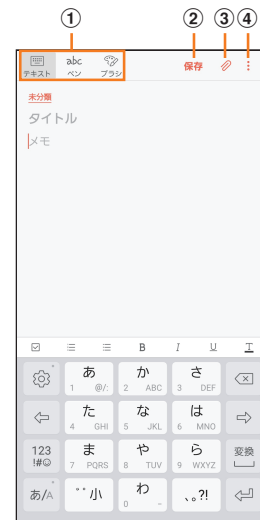 ① ② ③ ④
abc
テキスト ペン ブラシ 保存
未分類
タイトル
メモ
B I U T
あ か さ
1 @/: 2 ABC 3 DEF
た な は
4 GHI 5 JKL 6 MNO
123 ま や ら 変換
!#☺ 7 PQRS 8 TUV 9 WXYZ
あ/A ゛゜小 わ 、。?!
0 -